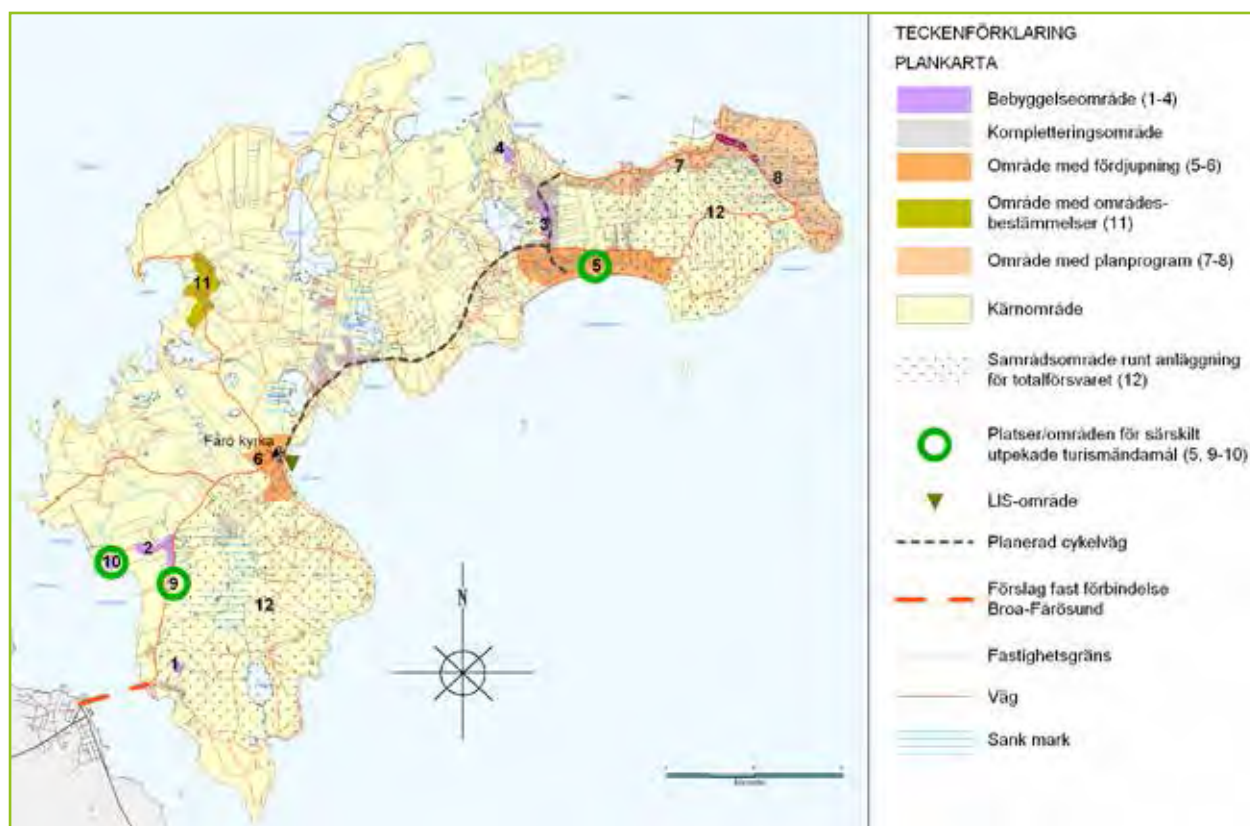 TECKENFÖRKLARING
PLANKARTA
Bebyggelseområde (1-4)
Kompletteringsområde
Område med fördjupning (5-6)
Område med områdes-
bestämmelser (11)
Område med planprogram (7-8)
Kärnområde
Samrådsområde runt anläggning
för totalförsvaret (12)
Platser/områden för särskilt
utpekade turismändamål (5, 9-10)
LIS-område
Planerad cykelväg
Förslag fast förbindelse
Broa-Fårösund
Fastighetsgräns
Väg
Sank mark
4
7
8
3
12
5
11
Fårö kyrka
6
2
10
9
12
N
1